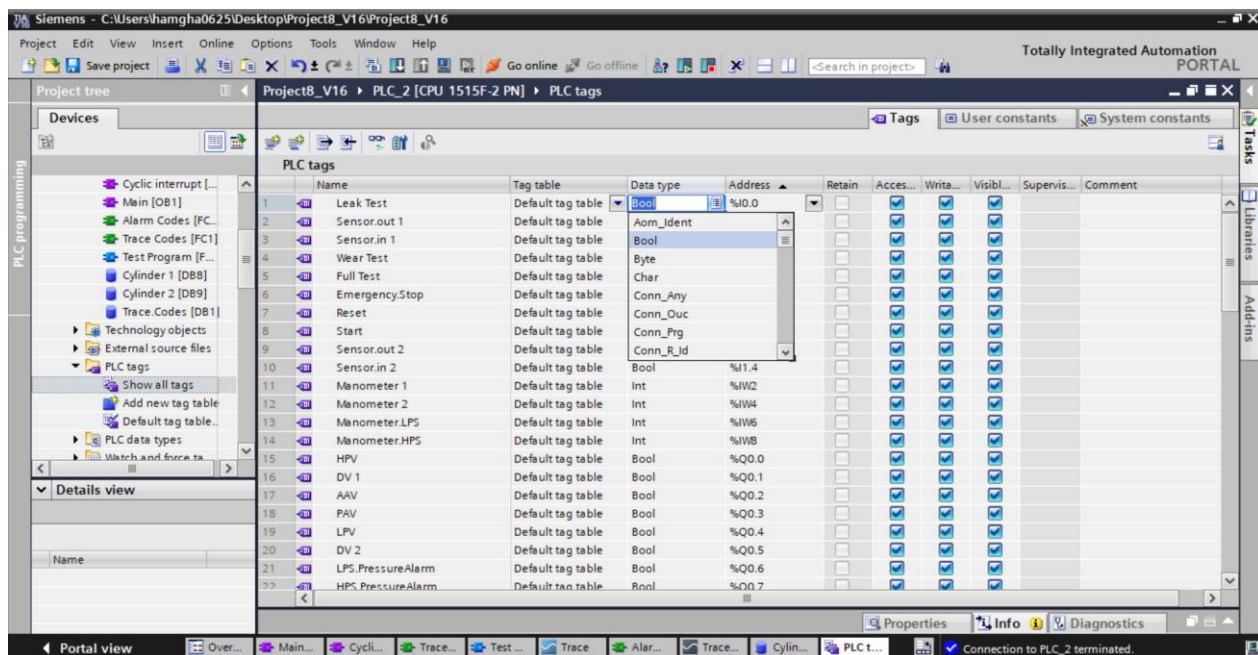 Siemens - C:\Users\hamgha0625\Desktop\Project8_V16\Project8_V16
Project Edit View Insert Online Options Tools Window Help
Totally Integrated Automation
PORTAL
Save project Go online Go offline <Search in project>
Project tree
Project8_V16 ▸ PLC_2 [CPU 1515F-2 PN] ▸ PLC tags
Devices
Tags User constants System constants
PLC programming
Tasks
Libraries
Add-ins
Cyclic interrupt [...
Main [OB1]
Alarm Codes [FC...
Trace Codes [FC1]
Test Program [F...
Cylinder 1 [DB8]
Cylinder 2 [DB9]
Trace.Codes [DB1]
Technology objects
External source files
PLC tags
Show all tags
Add new tag table
Default tag table..
PLC data types
Watch and force ta
Details view
Name
PLC tags
Name Tag table Data type Address Retain Acces... Writa... Visibl... Supervis... Comment
1 Leak Test Default tag table Bool %I0.0
2 Sensor.out 1 Default tag table
3 Sensor.in 1 Default tag table
4 Wear Test Default tag table
5 Full Test Default tag table
6 Emergency.Stop Default tag table
7 Reset Default tag table
8 Start Default tag table
9 Sensor.out 2 Default tag table
Aom_Ident
Bool
Byte
Char
Conn_Any
Conn_Ouc
Conn_Prg
Conn_R_Id
10 Sensor.in 2 Default tag table Bool %I1.4
11 Manometer 1 Default tag table Int %IW2
12 Manometer 2 Default tag table Int %IW4
13 Manometer.LPS Default tag table Int %IW6
14 Manometer.HPS Default tag table Int %IW8
15 HPV Default tag table Bool %Q0.0
16 DV 1 Default tag table Bool %Q0.1
17 AAV Default tag table Bool %Q0.2
18 PAV Default tag table Bool %Q0.3
19 LPV Default tag table Bool %Q0.4
20 DV 2 Default tag table Bool %Q0.5
21 LPS.PressureAlarm Default tag table Bool %Q0.6
22 HPS.PressureAlarm Default tag table Bool %Q0.7
Properties Info Diagnostics
Portal view Over... Main... Cycli... Trace... Test ... Trace Alar... Trace... Cylin... PLC t... Connection to PLC_2 terminated.